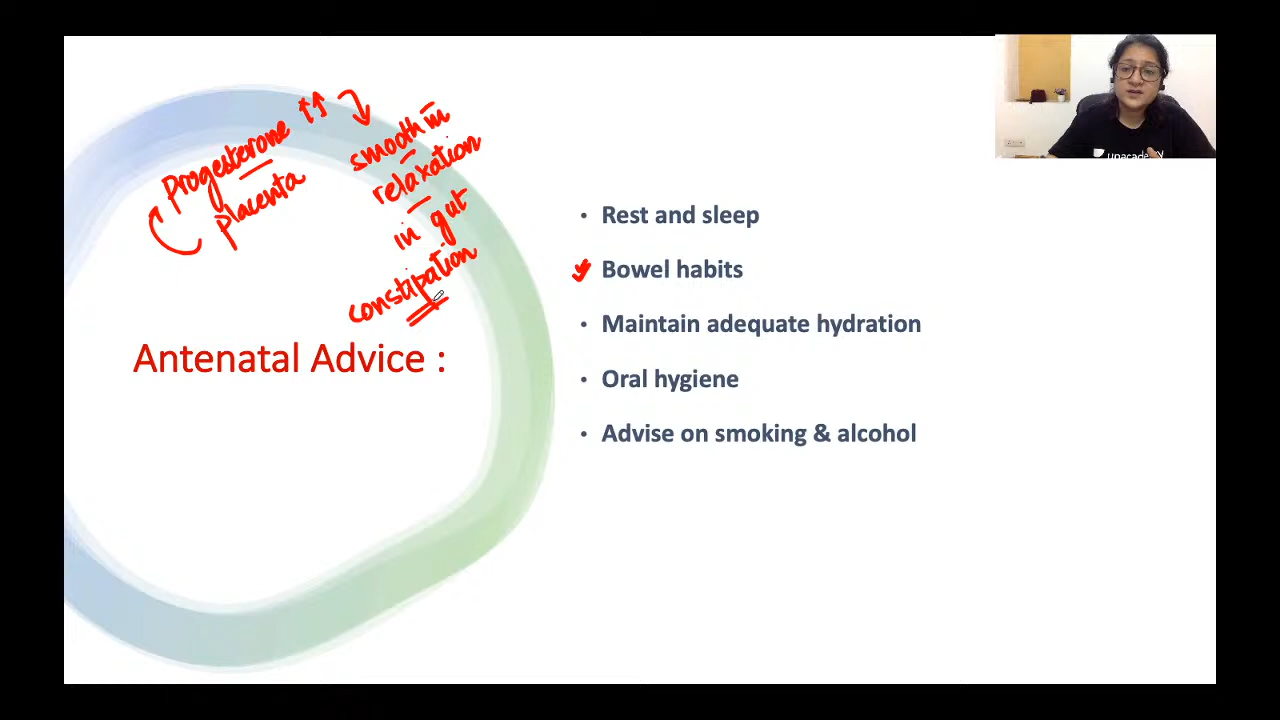 Progesterone ↑↑
placenta
smooth m
relaxation
in gut
constipation
Antenatal Advice :
• Rest and sleep
Bowel habits
• Maintain adequate hydration
• Oral hygiene
• Advise on smoking & alcohol